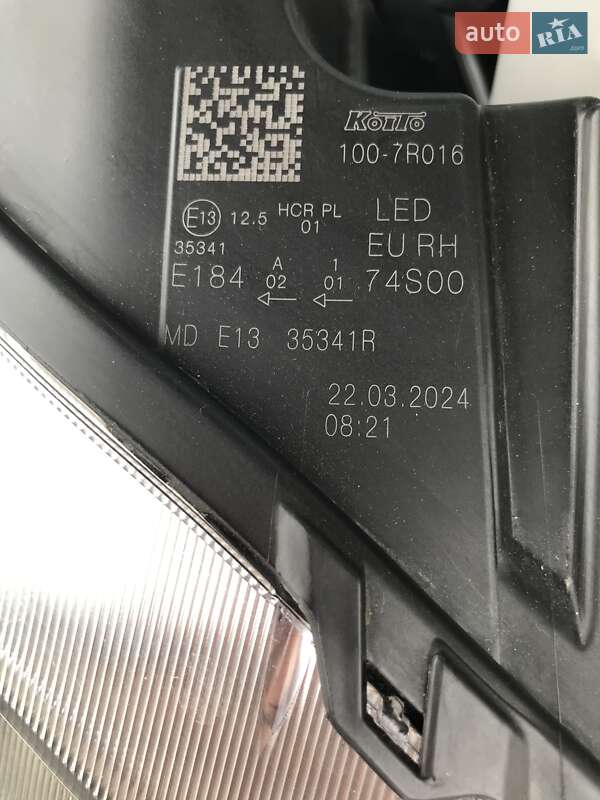 auto RIA.com
KOITO
100-7R016
E13 12.5 HCR PL 01 LED
35341 EU RH
E184 A 02 1 01 74S00
MD E13 35341R
22.03.2024
08:21